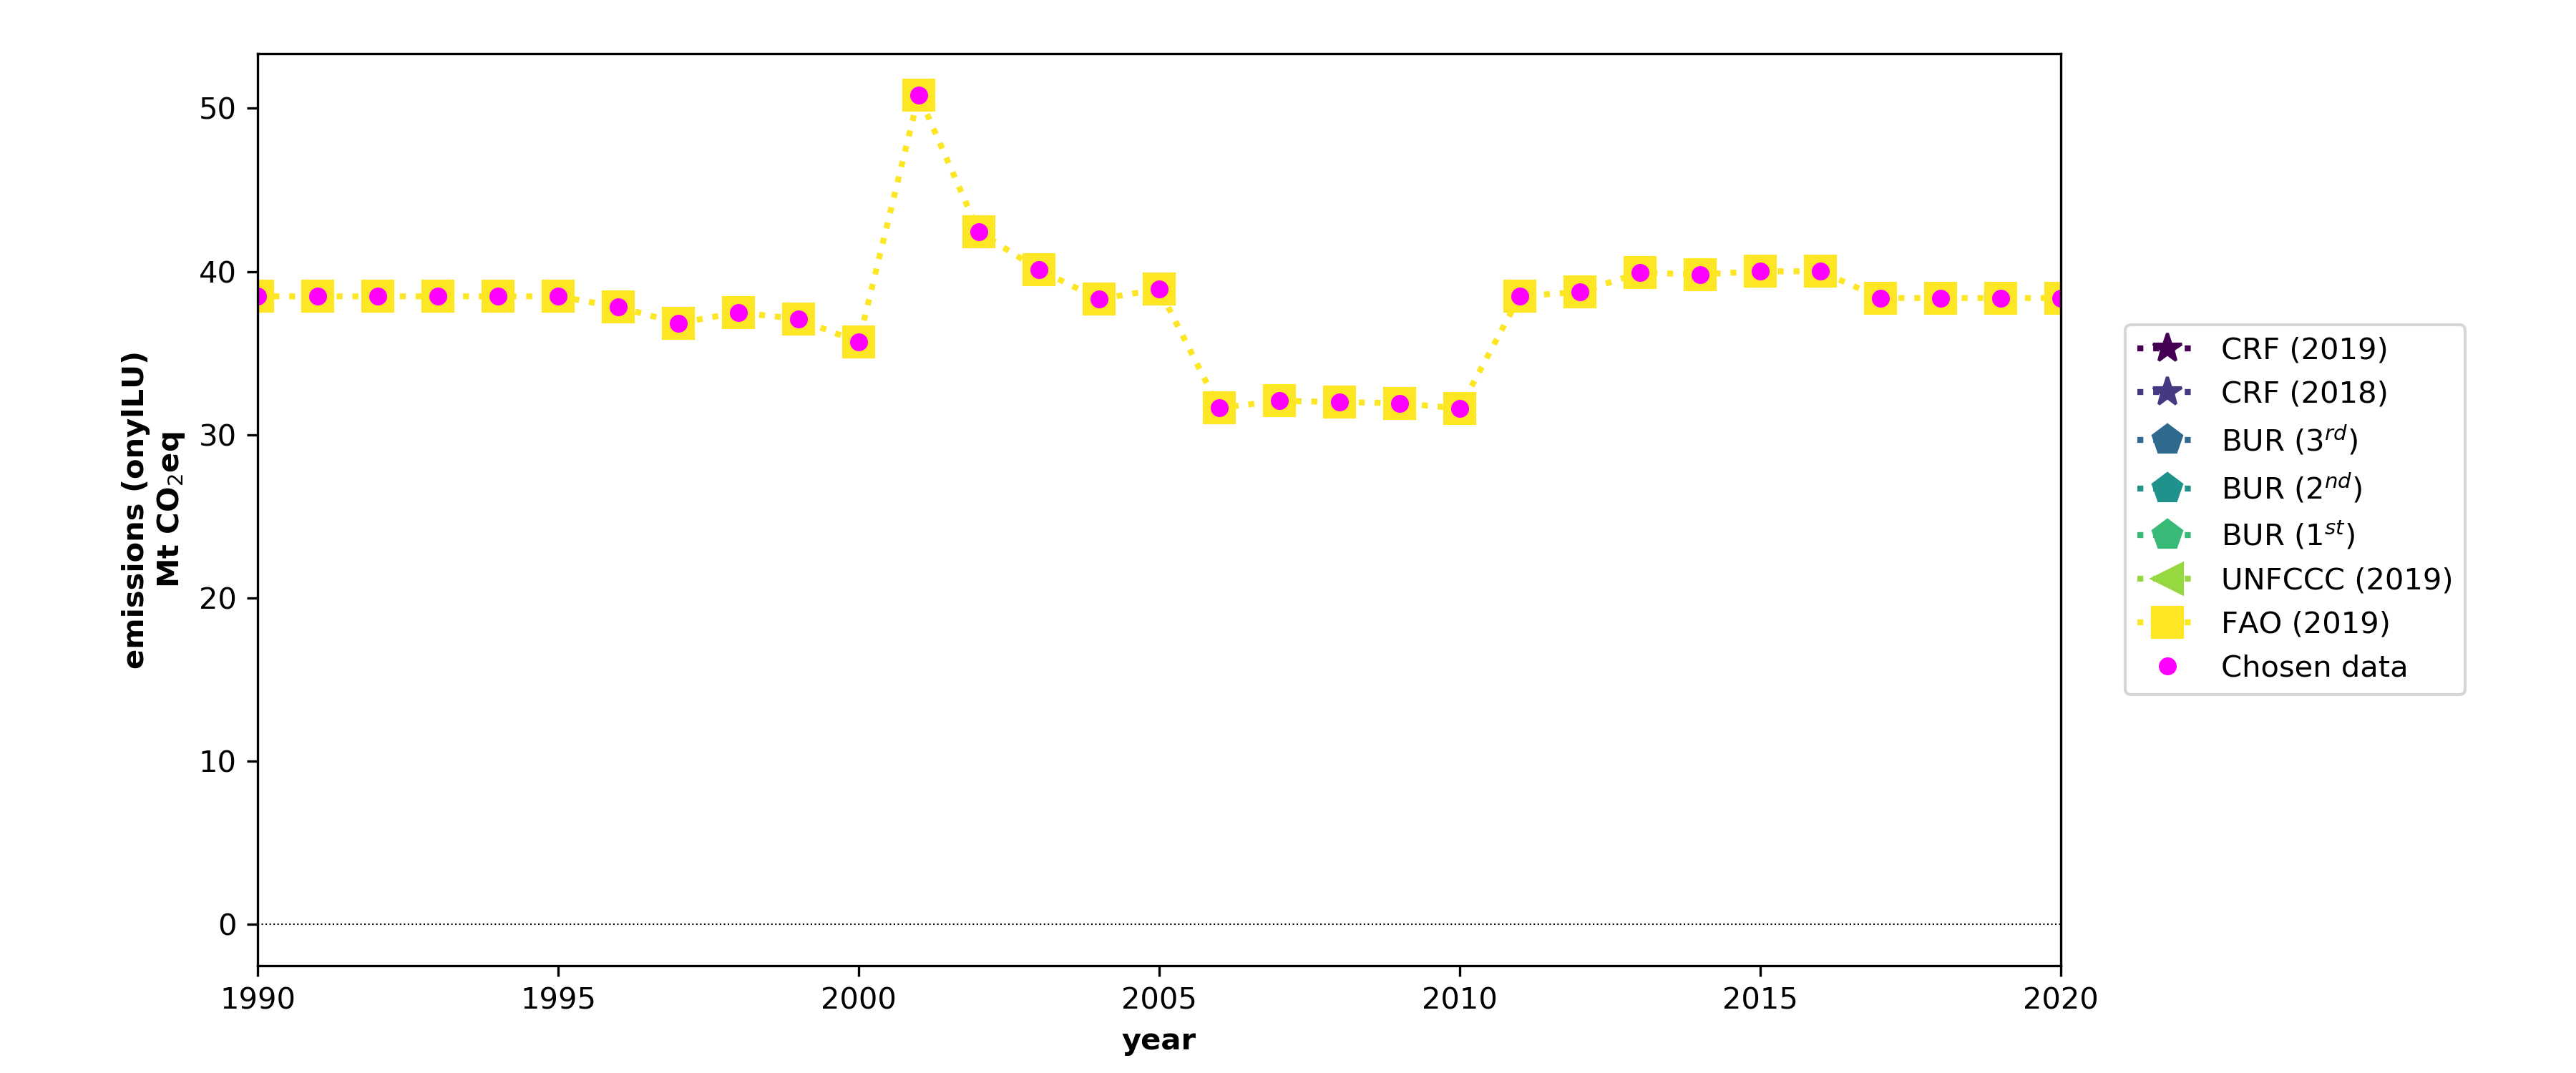 emissions (onylLU)
Mt CO₂eq
50
40
30
20
10
0
1990 1995 2000 2005 2010 2015 2020
year
CRF (2019)
CRF (2018)
BUR (3ʳᵈ)
BUR (2ⁿᵈ)
BUR (1ˢᵗ)
UNFCCC (2019)
FAO (2019)
Chosen data